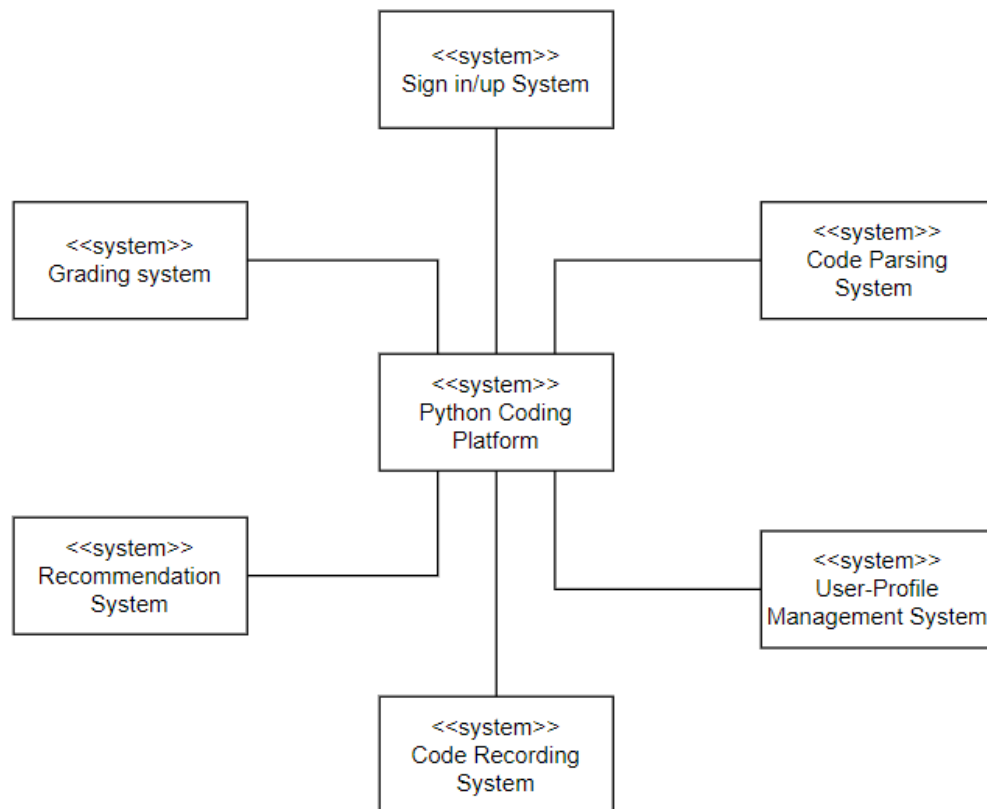 <<system>>
Sign in/up System
<<system>>
Grading system
<<system>>
Code Parsing
System
<<system>>
Python Coding
Platform
<<system>>
Recommendation
System
<<system>>
User-Profile
Management System
<<system>>
Code Recording
System